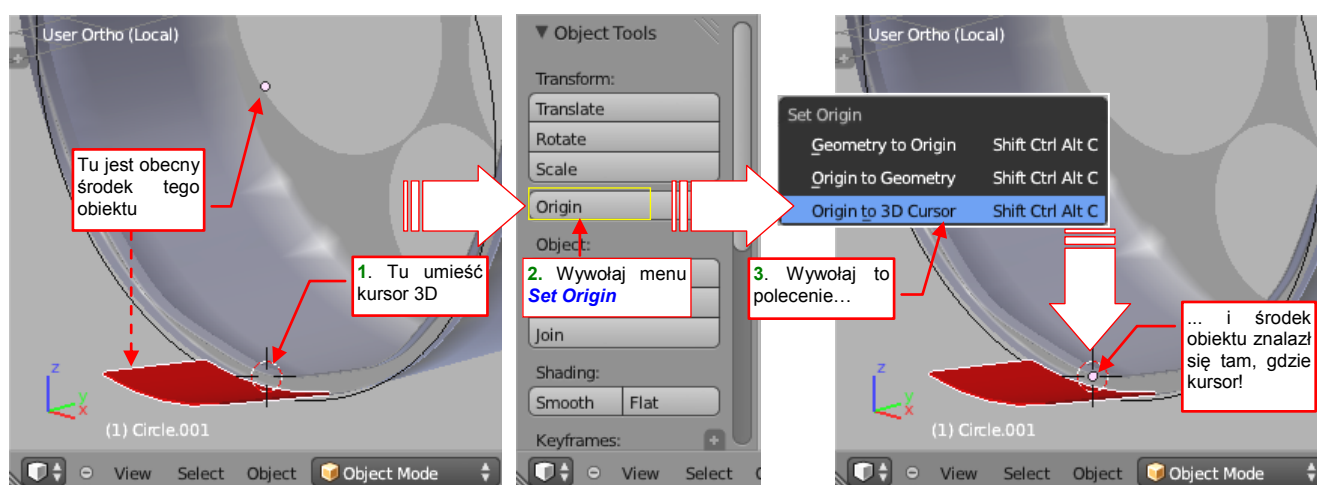 User Ortho (Local)
Tu jest obecny
środek tego
obiektu
1. Tu umieść
kursor 3D
z
y
x
(1) Circle.001
View Select Object Object Mode
Object Tools
Transform:
Translate
Rotate
Scale
Origin
Object:
2. Wywołaj menu
Set Origin
Join
Shading:
Smooth Flat
Keyframes:
View Select
User Ortho (Local)
Set Origin
Geometry to Origin Shift Ctrl Alt C
Origin to Geometry Shift Ctrl Alt C
Origin to 3D Cursor Shift Ctrl Alt C
3. Wywołaj to
polecenie...
... i środek
obiektu znalazł
się tam, gdzie
kursor!
z
y
x
(1) Circle.001
View Select Object Object Mode